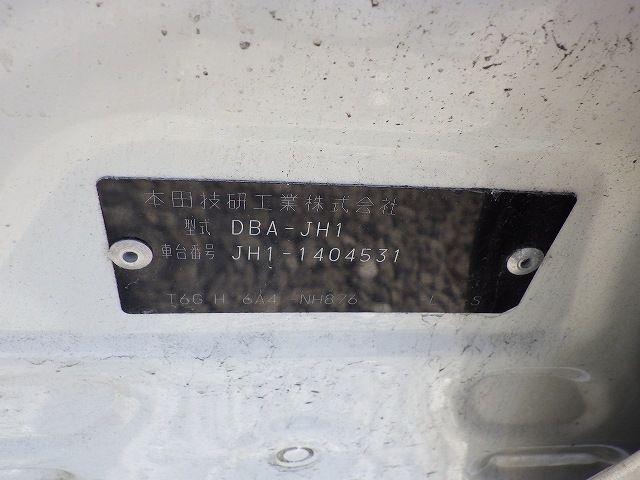 本田技研工業株式会社
型式 DBA-JH1
車台番号 JH1-1404531
T6G H 6A4 -NH876 -L -S